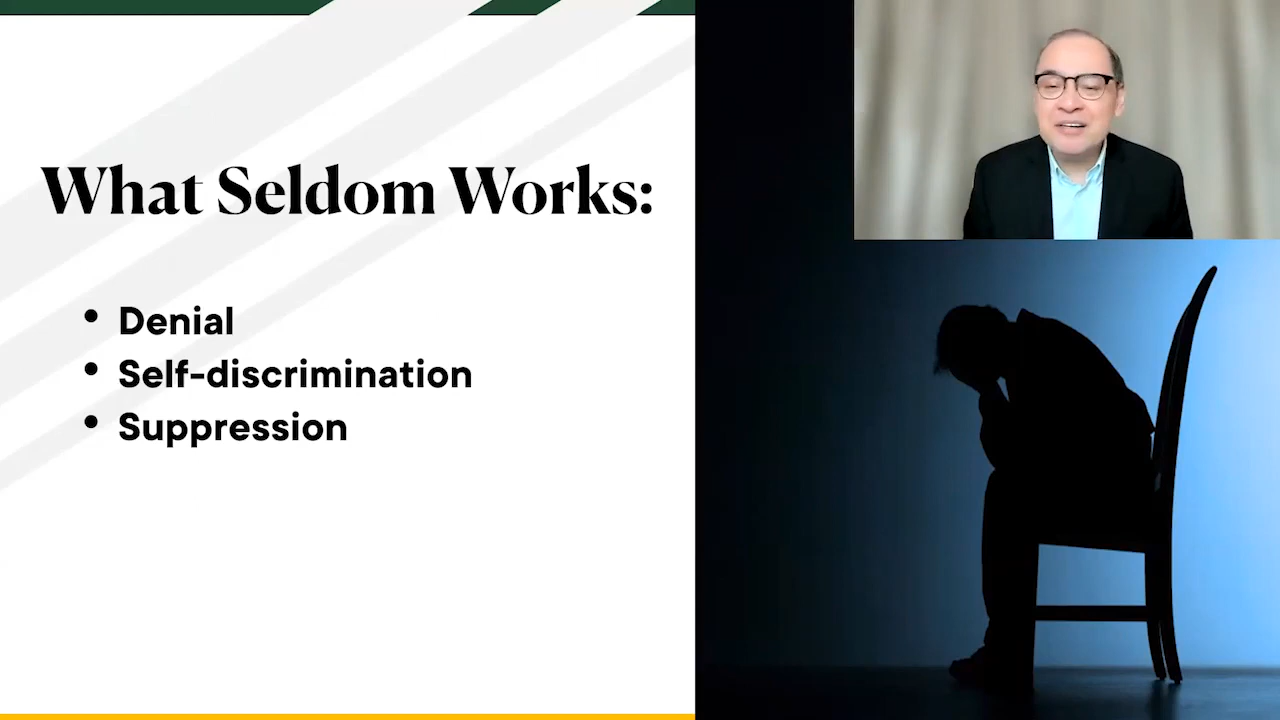 What Seldom Works:
• Denial
• Self-discrimination
• Suppression